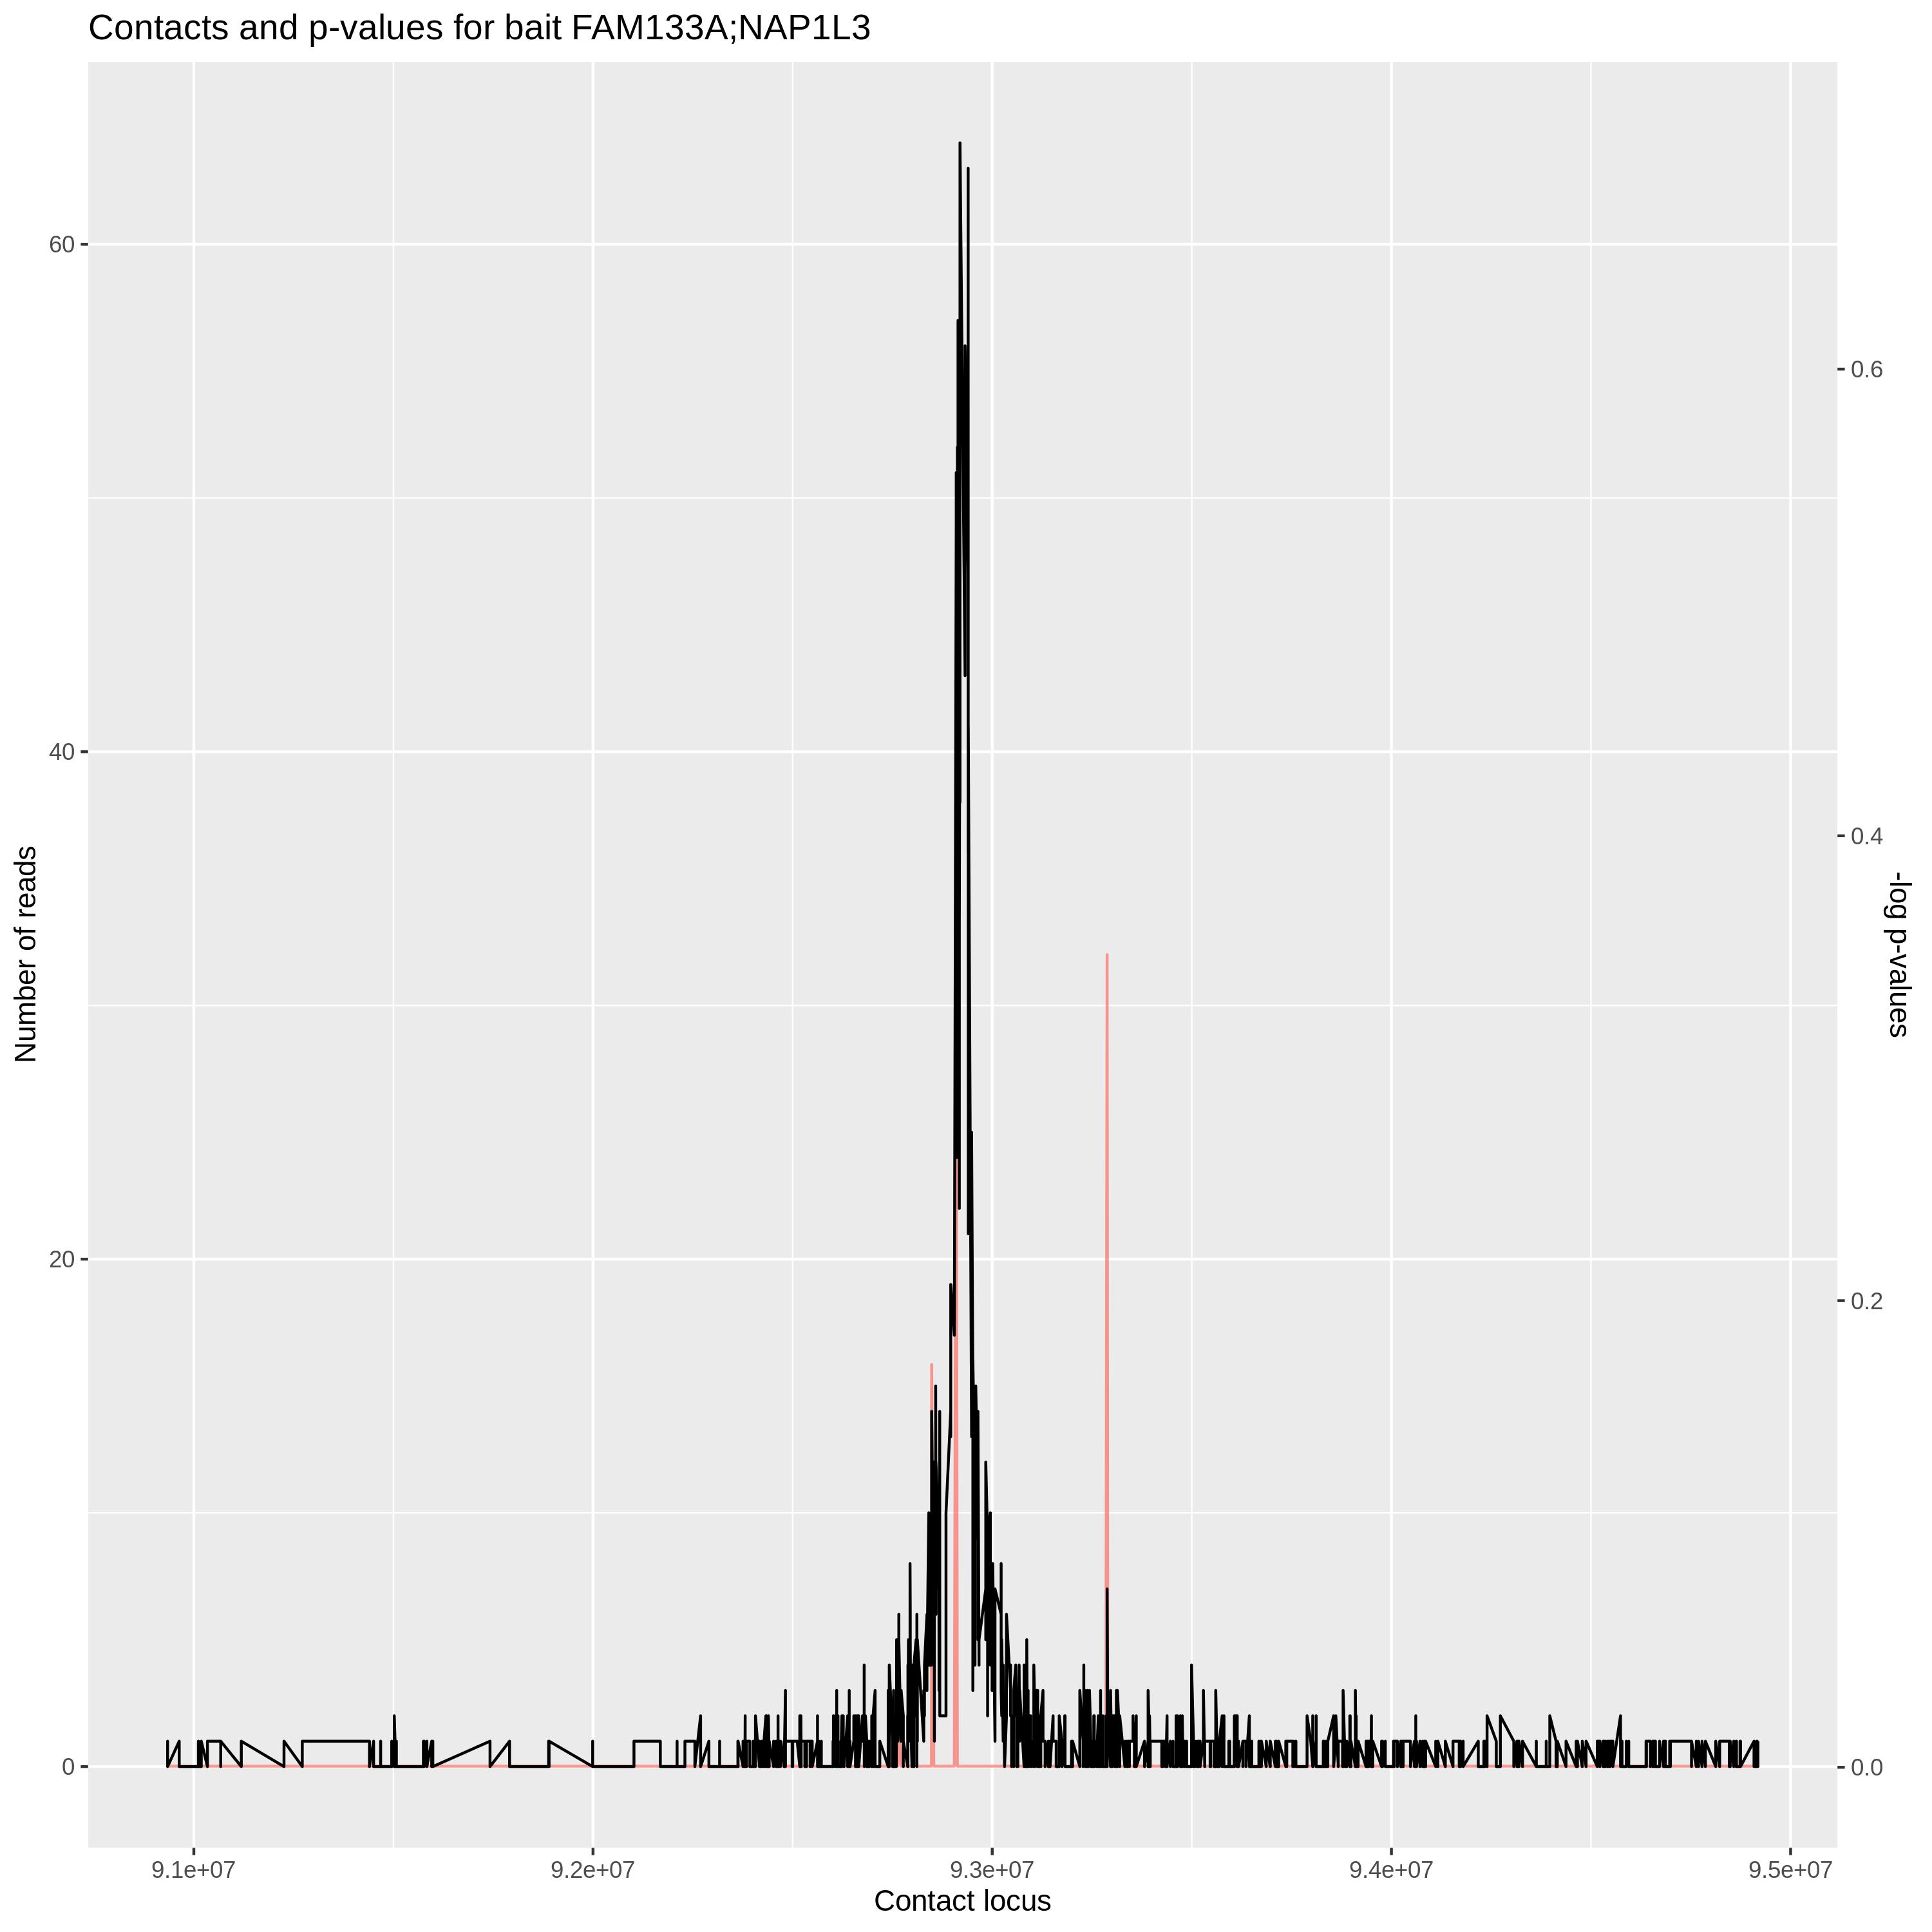 Contacts and p-values for bait FAM133A;NAP1L3
60
40
20
0
Number of reads
0.6
0.4
0.2
0.0
-log p-values
9.1e+07 9.2e+07 9.3e+07 9.4e+07 9.5e+07
Contact locus